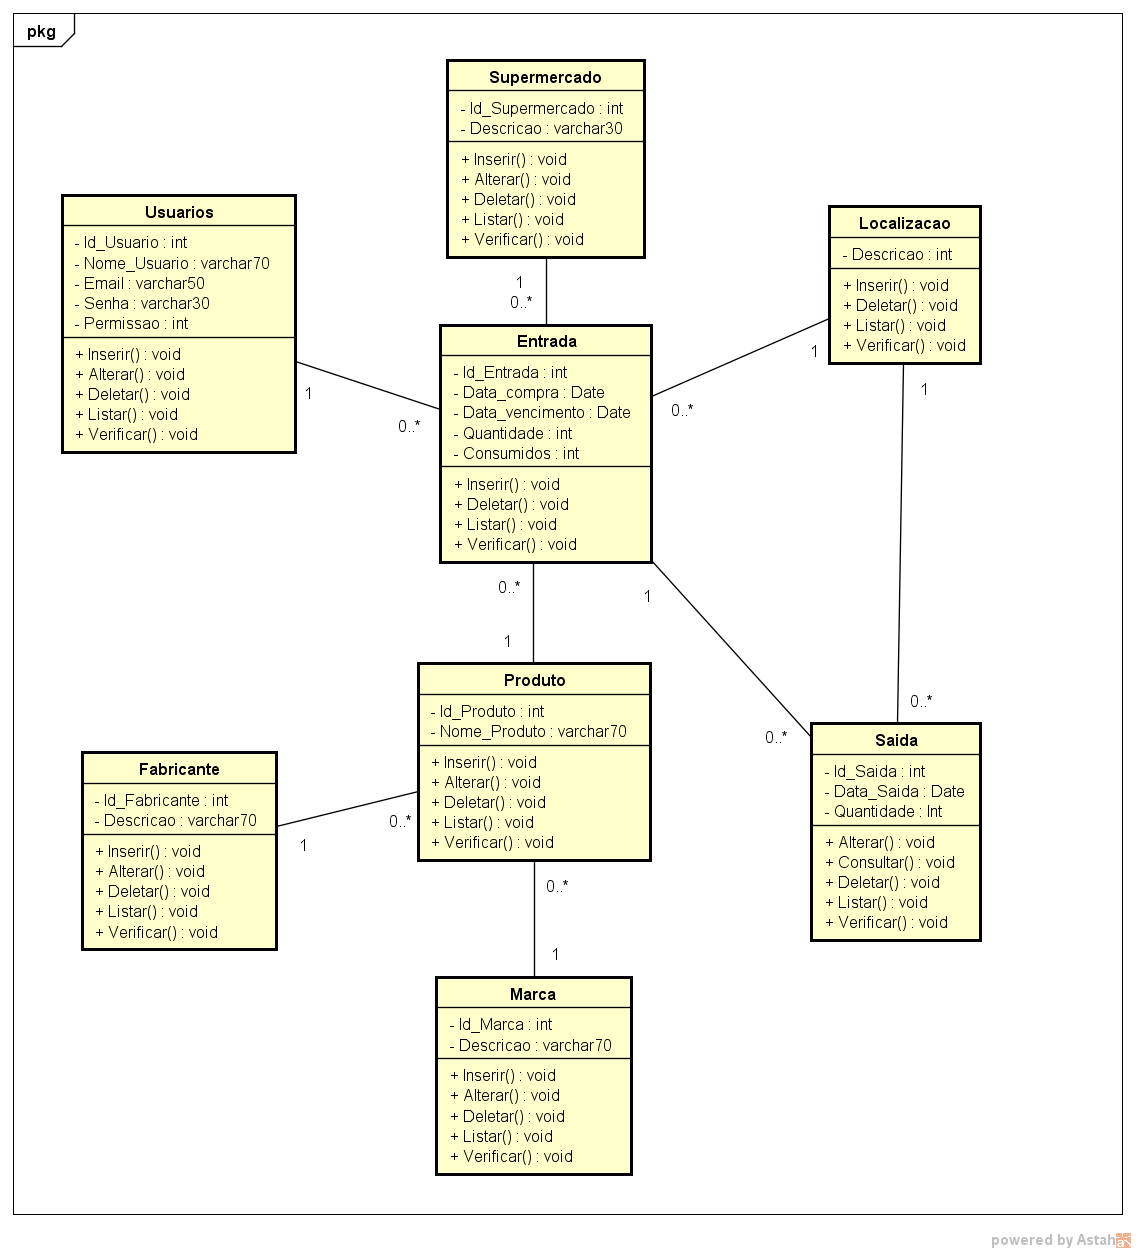 pkg
Supermercado
- Id_Supermercado : int
- Descricao : varchar30
+ Inserir() : void
+ Alterar() : void
+ Deletar() : void
+ Listar() : void
+ Verificar() : void
Usuarios
- Id_Usuario : int
- Nome_Usuario : varchar70
- Email : varchar50
- Senha : varchar30
- Permissao : int
+ Inserir() : void
+ Alterar() : void
+ Deletar() : void
+ Listar() : void
+ Verificar() : void
Localizacao
- Descricao : int
+ Inserir() : void
+ Deletar() : void
+ Listar() : void
+ Verificar() : void
1
0..*
Entrada
- Id_Entrada : int
- Data_compra : Date
- Data_vencimento : Date
- Quantidade : int
- Consumidos : int
+ Inserir() : void
+ Deletar() : void
+ Listar() : void
+ Verificar() : void
1
0..*
1
0..*
1
0..*
0..*
1
1
0..*
Produto
- Id_Produto : int
- Nome_Produto : varchar70
+ Inserir() : void
+ Alterar() : void
+ Deletar() : void
+ Listar() : void
+ Verificar() : void
Saida
- Id_Saida : int
- Data_Saida : Date
- Quantidade : Int
+ Alterar() : void
+ Consultar() : void
+ Deletar() : void
+ Listar() : void
+ Verificar() : void
Fabricante
- Id_Fabricante : int
- Descricao : varchar70
+ Inserir() : void
+ Alterar() : void
+ Deletar() : void
+ Listar() : void
+ Verificar() : void
0..*
1
0..*
1
Marca
- Id_Marca : int
- Descricao : varchar70
+ Inserir() : void
+ Alterar() : void
+ Deletar() : void
+ Listar() : void
+ Verificar() : void
powered by Astah